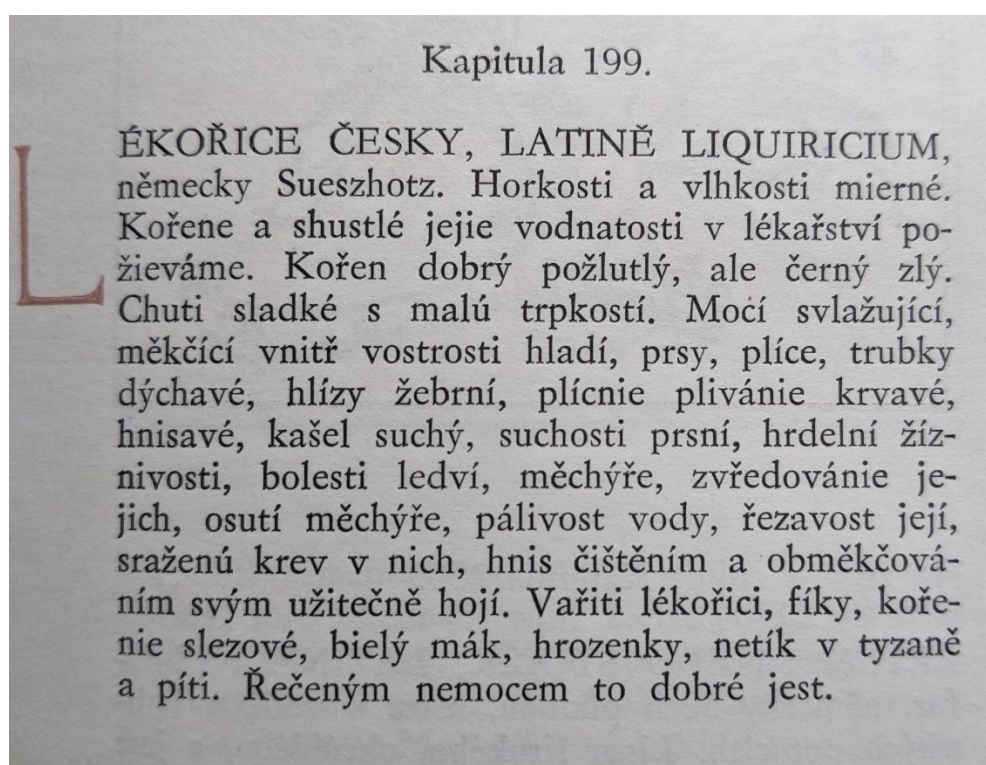 Kapitula 199.
LÉKOŘICE ČESKY, LATINĚ LIQUIRICIUM,
německy Sueszhotz. Horkosti a vlhkosti mierné.
Kořene a shustlé jejie vodnatosti v lékařství po-
žieváme. Kořen dobrý požlutlý, ale černý zlý.
Chuti sladké s malú trpkostí. Mocí svlažující,
měkčící vnitř vostrosti hladí, prsy, plíce, trubky
dýchavé, hlízy žeberní, plícnie plivánie krvavé,
hnisavé, kašel suchý, suchosti prsní, hrdelní žíz-
nivosti, bolesti ledví, měchýře, zvředovánie je-
jich, osutí měchýře, pálivost vody, řezavost její,
sraženú krev v nich, hnis čištěním a obměkčová-
ním svým užitečně hojí. Vařiti lékořici, fíky, koře-
nie slezové, bielý mák, hrozenky, netík v tyzaně
a píti. Řečeným nemocem to dobré jest.